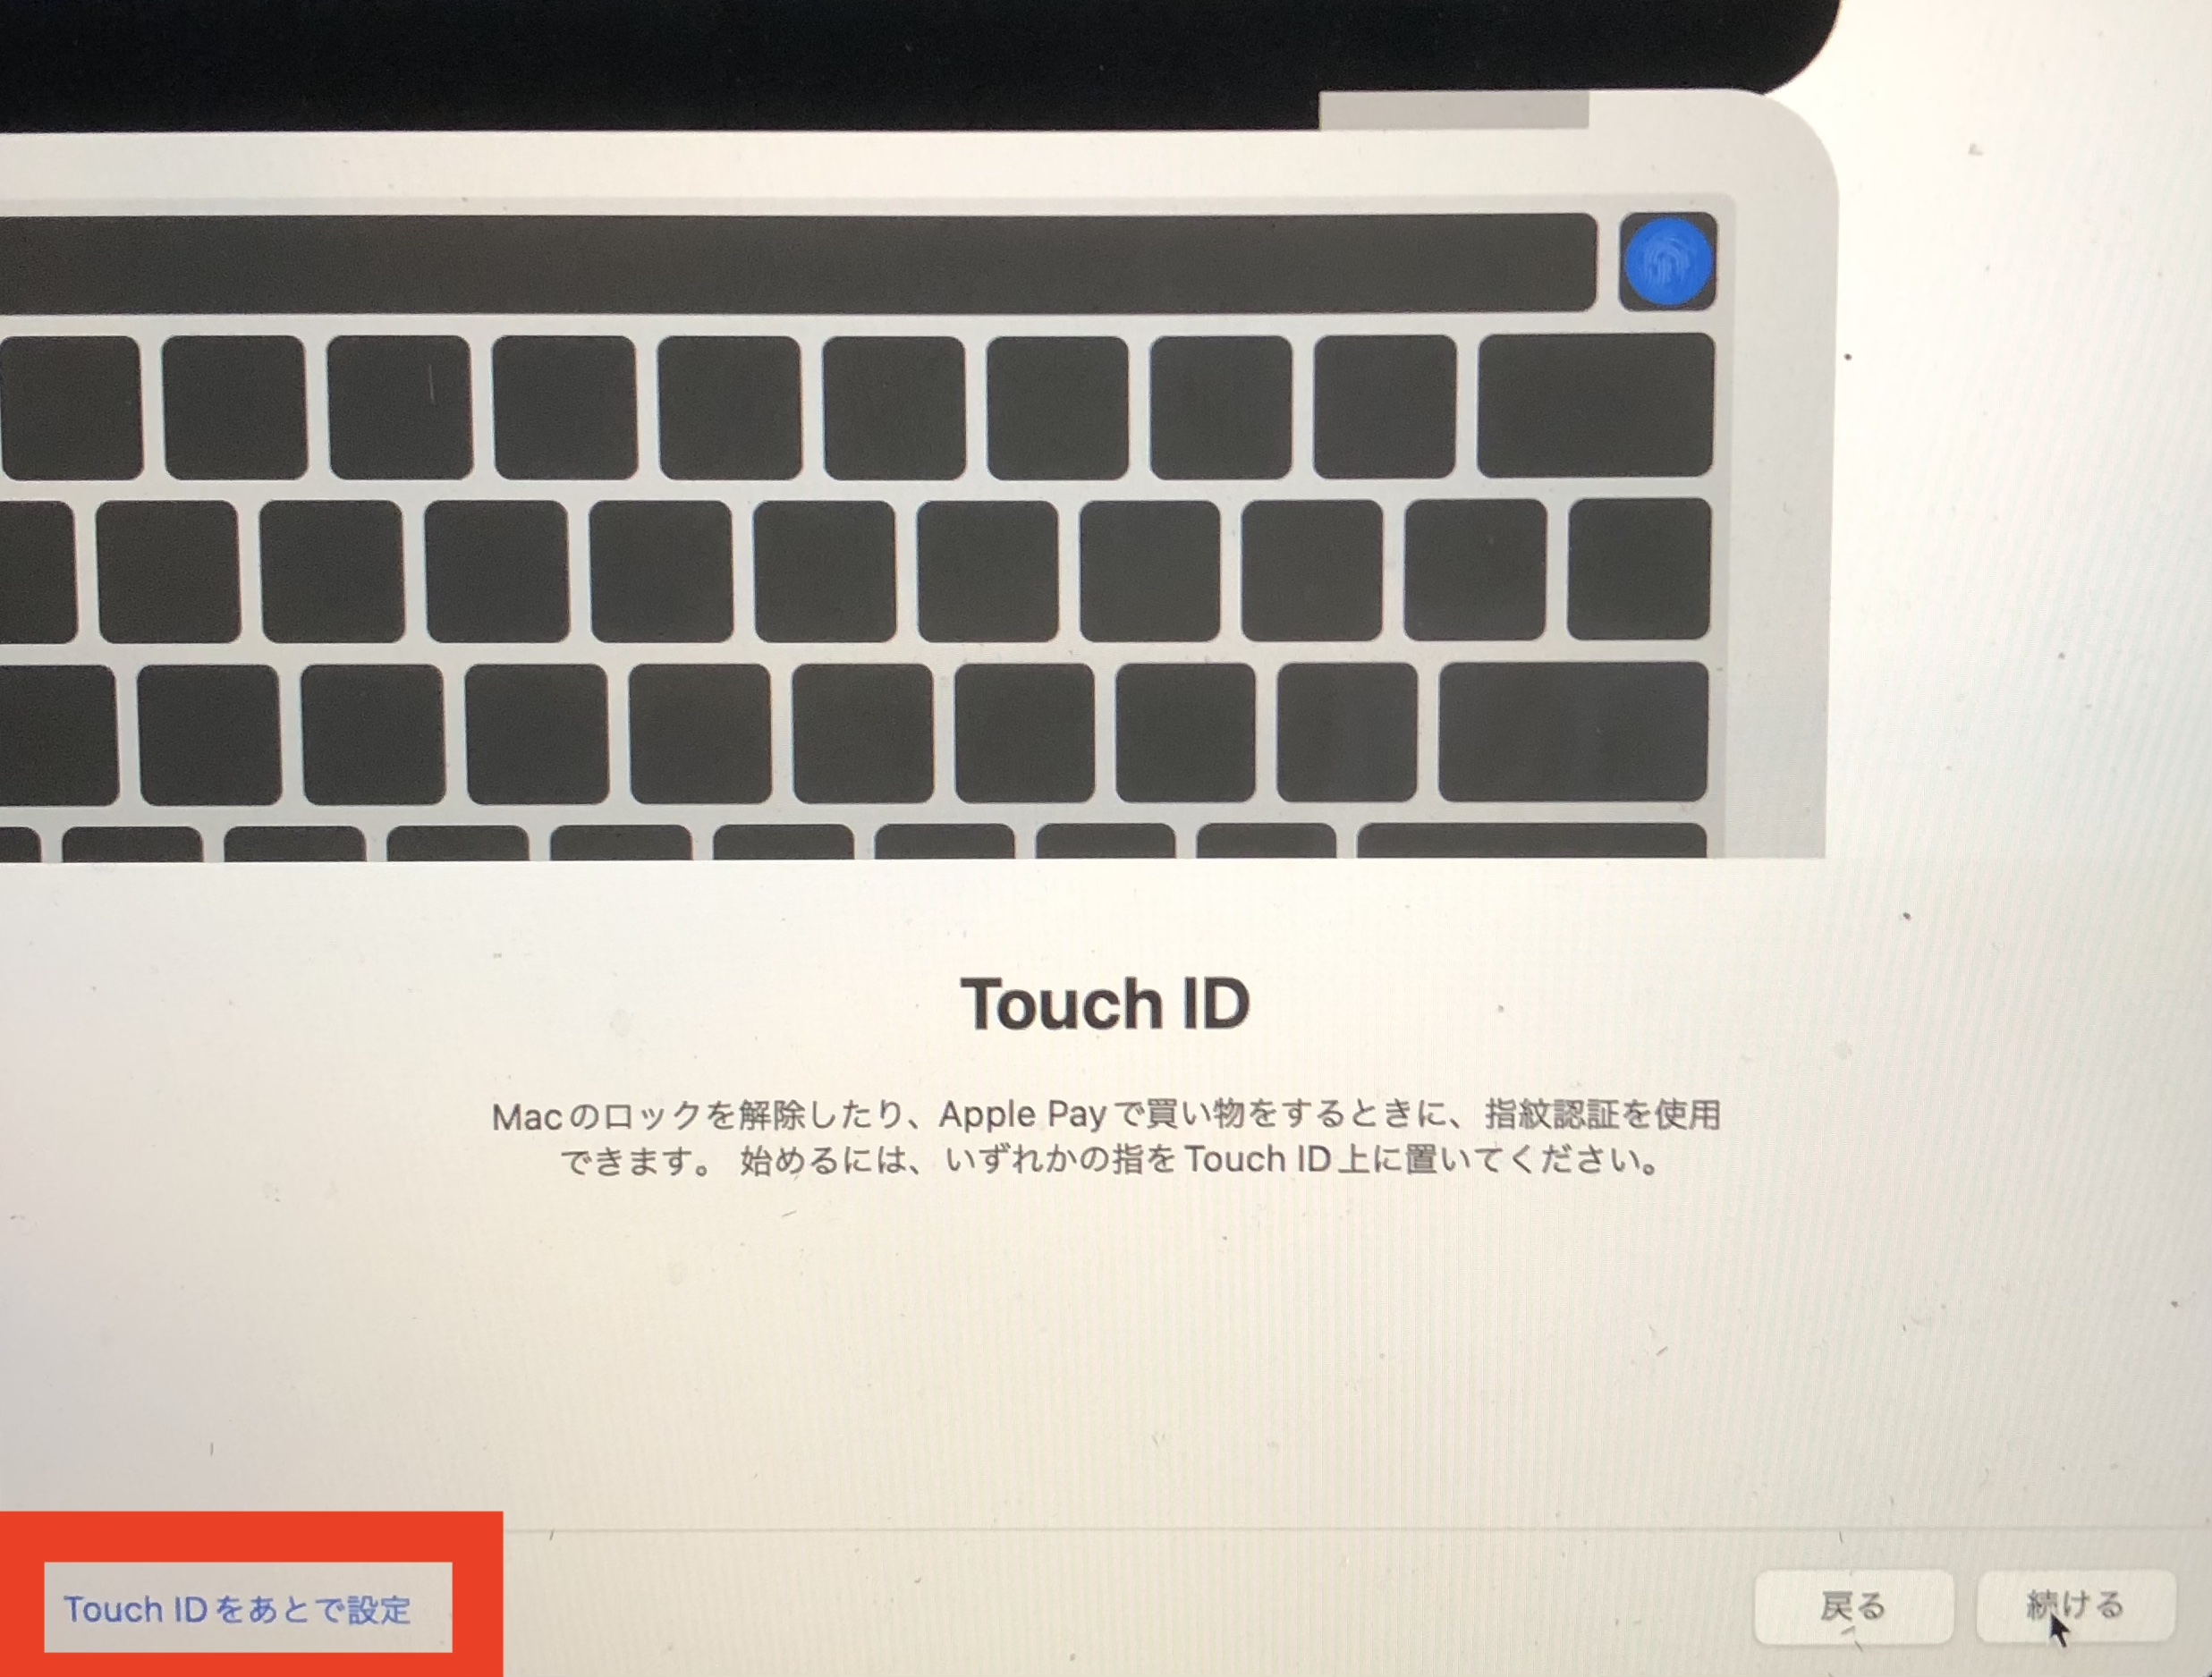 Touch ID
Macのロックを解除したり、Apple Payで買い物をするときに、指紋認証を使用
できます。 始めるには、いずれかの指をTouch ID上に置いてください。
Touch IDをあとで設定
戻る
続ける